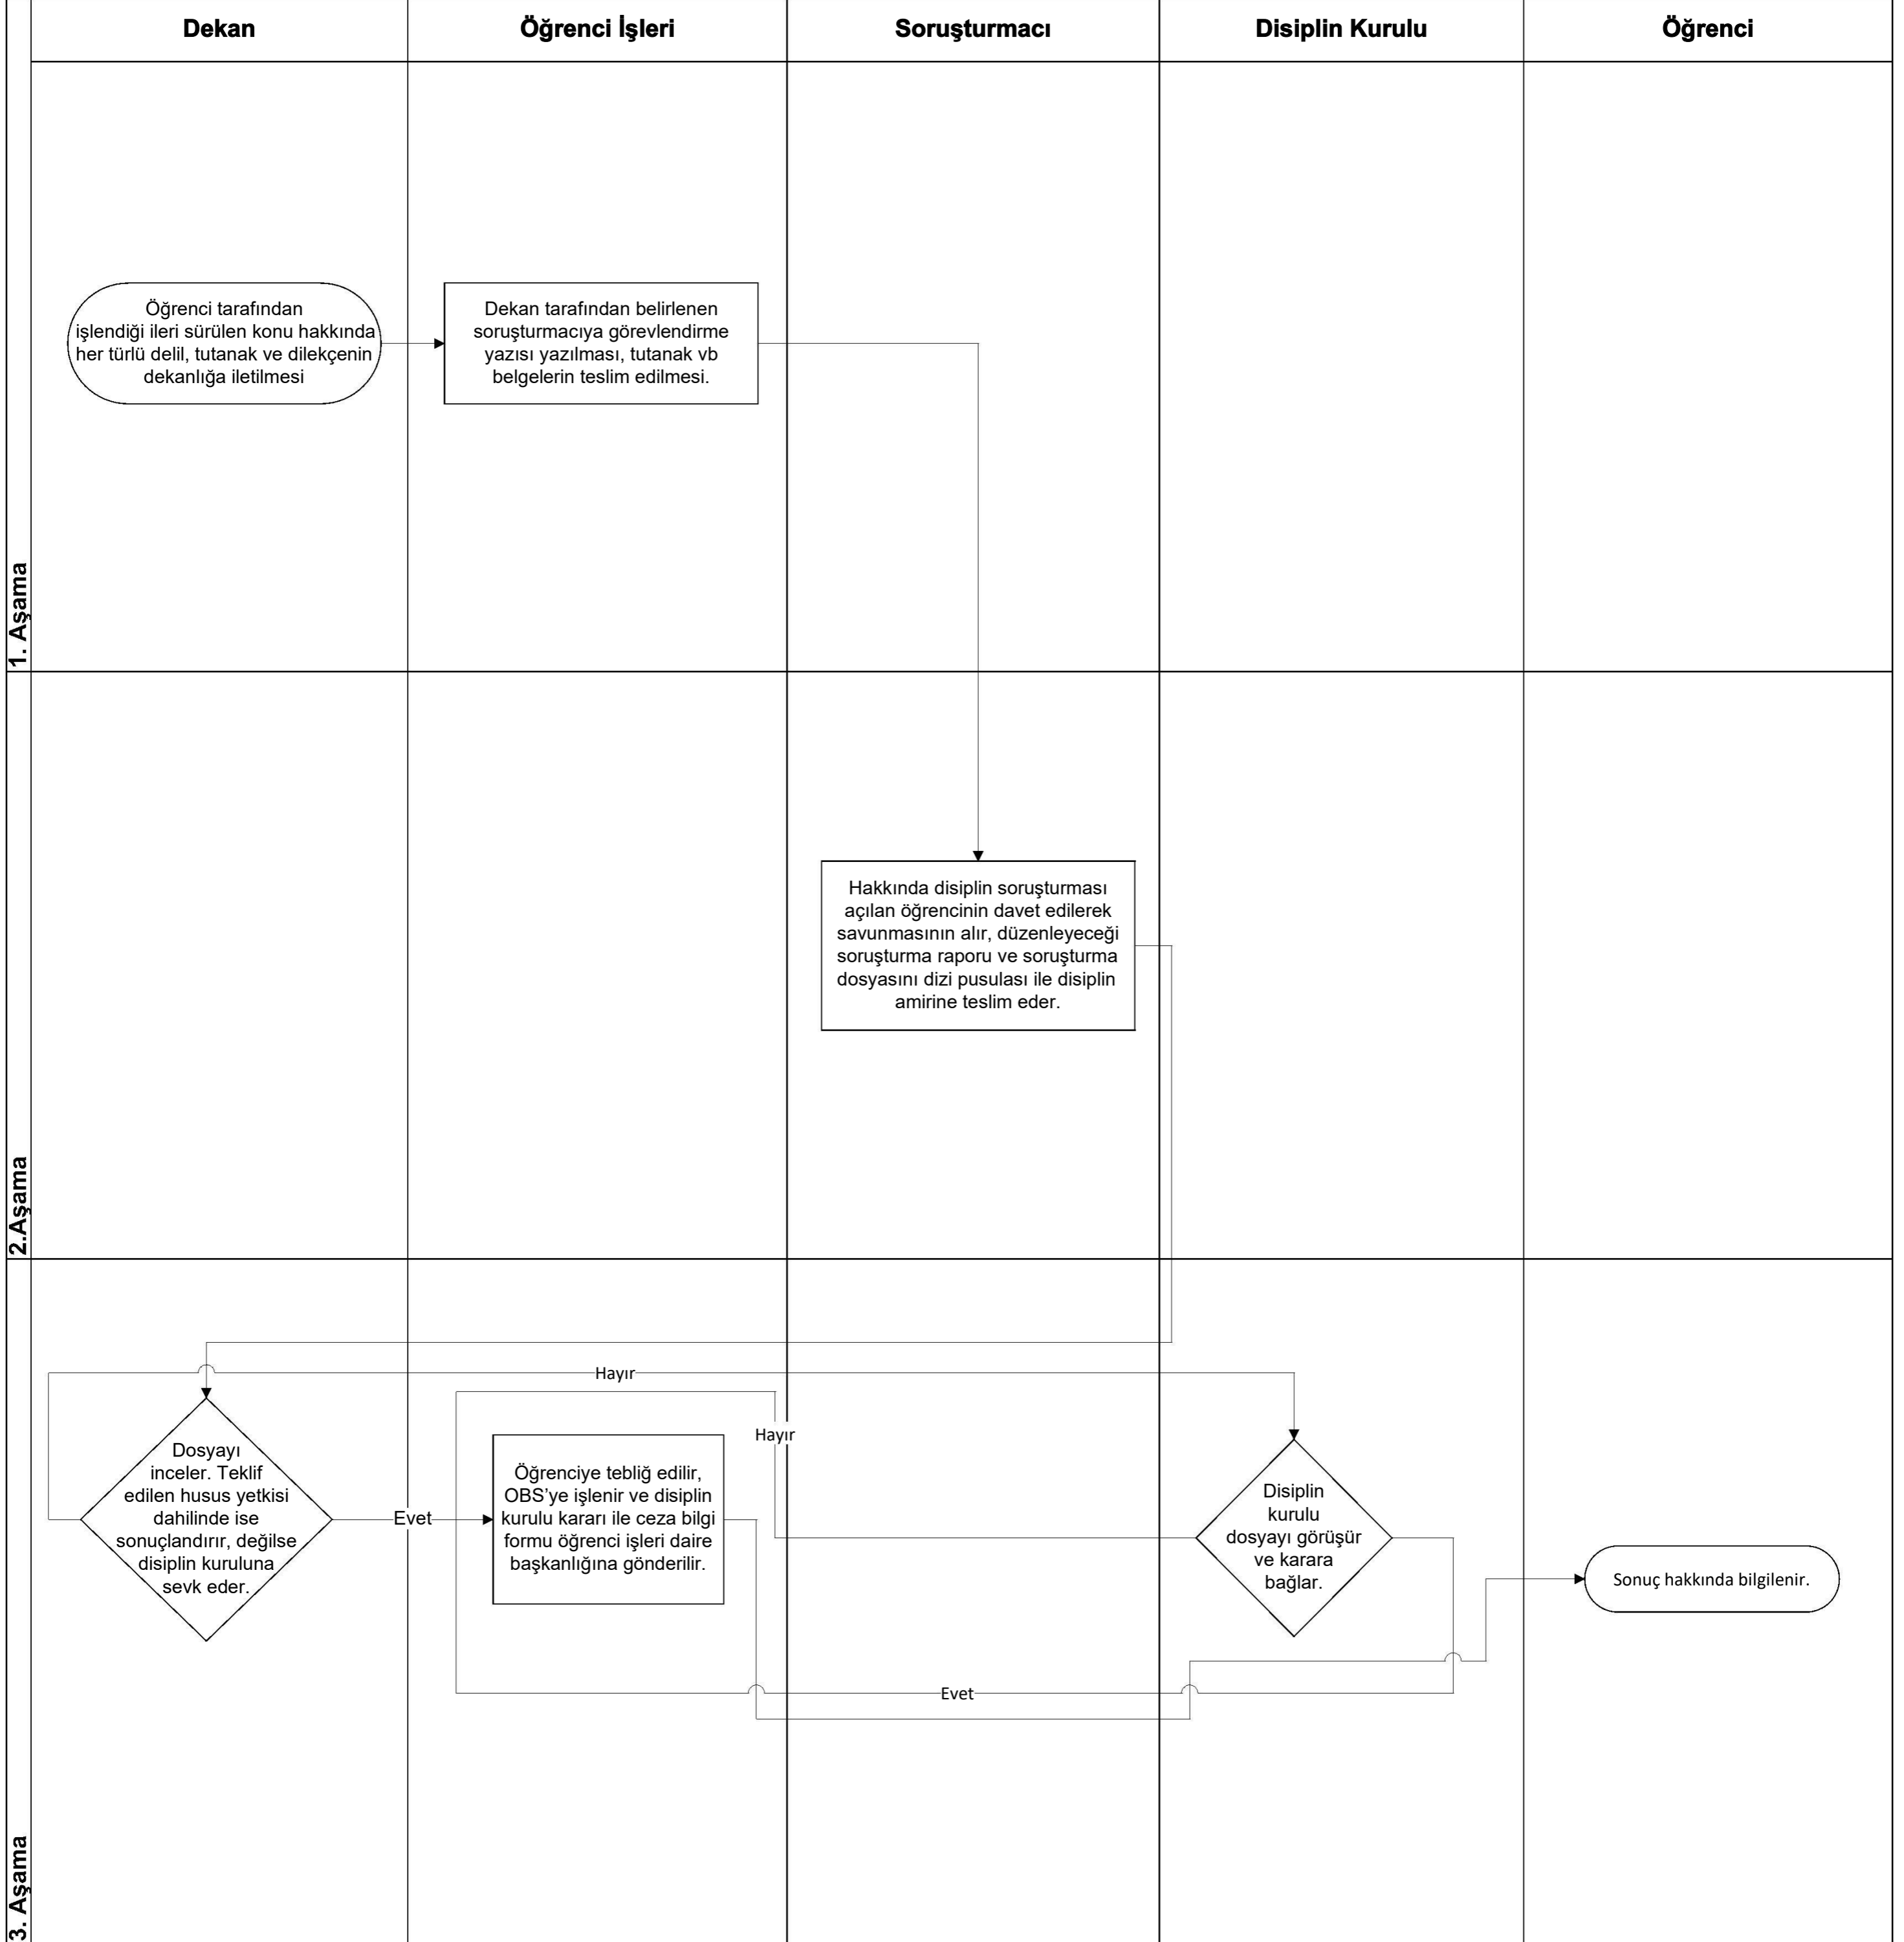 Dekan
Öğrenci İşleri
Soruşturmacı
Disiplin Kurulu
Öğrenci
1. Aşama
Öğrenci tarafından
işlendiği ileri sürülen konu hakkında
her türlü delil, tutanak ve dilekçenin
dekanlığa iletilmesi
Dekan tarafından belirlenen
soruşturmacıya görevlendirme
yazısı yazılması, tutanak vb
belgelerin teslim edilmesi.
2.Aşama
Hakkında disiplin soruşturması
açılan öğrencinin davet edilerek
savunmasının alır, düzenleyeceği
soruşturma raporu ve soruşturma
dosyasını dizi pusulası ile disiplin
amirine teslim eder.
3. Aşama
Hayır
Hayır
Dosyayı
inceler. Teklif
edilen husus yetkisi
dahilinde ise
sonuçlandırır, değilse
disiplin kuruluna
sevk eder.
Evet
Öğrenciye tebliğ edilir,
OBS’ye işlenir ve disiplin
kurulu kararı ile ceza bilgi
formu öğrenci işleri daire
başkanlığına gönderilir.
Disiplin
kurulu
dosyayı görüşür
ve karara
bağlar.
Sonuç hakkında bilgilenir.
Evet